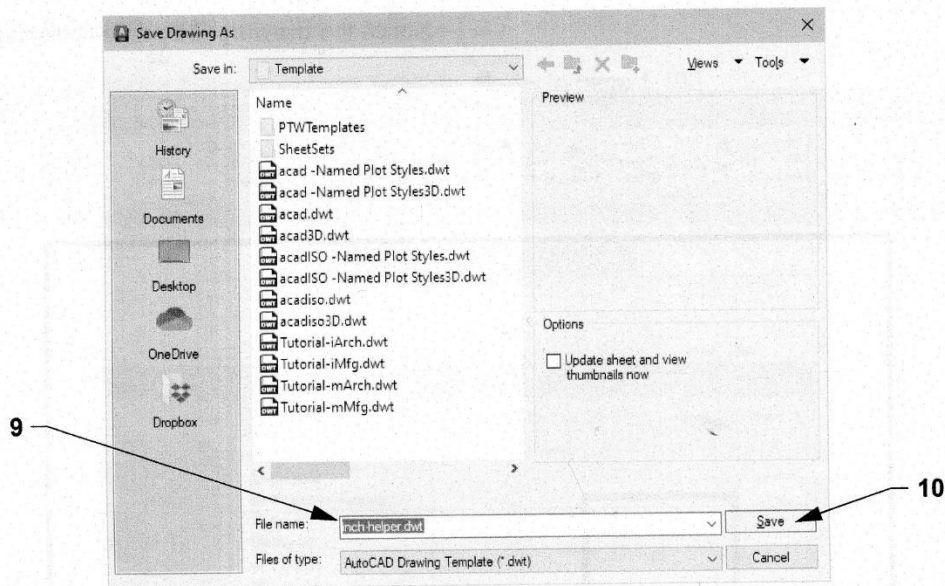 Save Drawing As
Save in: Template Views Tools
Name
PTWTemplates
SheetSets
acad -Named Plot Styles.dwt
acad -Named Plot Styles3D.dwt
acad.dwt
acad3D.dwt
acadISO -Named Plot Styles.dwt
acadISO -Named Plot Styles3D.dwt
acadiso.dwt
acadiso3D.dwt
Tutorial-iArch.dwt
Tutorial-iMfg.dwt
Tutorial-mArch.dwt
Tutorial-mMfg.dwt
History
Documents
Desktop
OneDrive
Dropbox
Preview
Options
Update sheet and view
thumbnails now
9
10
File name: inch-helper.dwt Save
Files of type: AutoCAD Drawing Template (*.dwt) Cancel